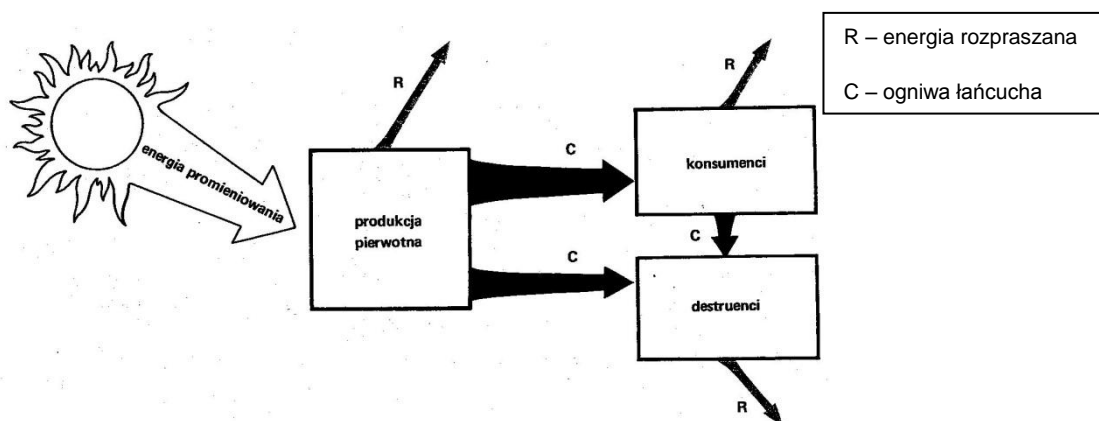 R – energia rozpraszana
C – ogniwa łańcucha
R
R
energia promieniowania
C
konsumenci
produkcja
pierwotna
C
C
destruenci
R